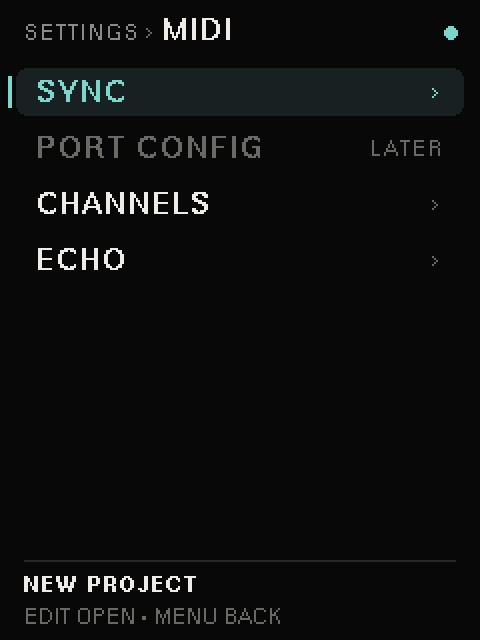 SETTINGS › MIDI
SYNC ›
PORT CONFIG LATER
CHANNELS ›
ECHO ›
NEW PROJECT
EDIT OPEN • MENU BACK